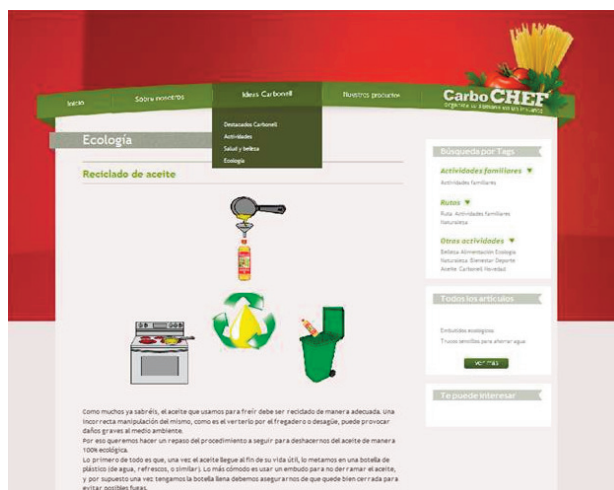 Carbo CHEF
Inicio
Sobre nosotros
Ideas Carbonell
Nuestros productos
Destacados Carbonell
Actividades
Salud y belleza
Ecología
Ecología
Reciclado de aceite
Como muchos ya sabréis, el aceite que usamos para freír debe ser reciclado de manera adecuada. Una
incorrecta manipulación del mismo, como es el verterlo por el fregadero o desagüe, puede provocar
daños graves al medio ambiente.
Por eso queremos hacer un repaso del procedimiento a seguir para deshacernos del aceite de manera
100% ecológica.
Lo primero de todo es que, una vez el aceite llegue al fin de su vida útil, lo metamos en una botella de
plástico (de agua, refrescos, o similar). Lo más cómodo es usar un embudo para no derramar el aceite,
y por supuesto una vez tengamos la botella llena debemos asegurarnos de que quede bien cerrada para
evitar posibles fugas.
Búsqueda por Tags
Actividades familiares
Actividades familiares
Rutas
Ruta Actividades familiares
Naturaleza
Otras actividades
Belleza Alimentación Ecología
Naturaleza Bienestar Deporte
Aceite Carbonell Novedad
Todos los artículos
Embutidos ecológicos
Trucos sencillos para ahorrar agua
ver más
Te puede interesar